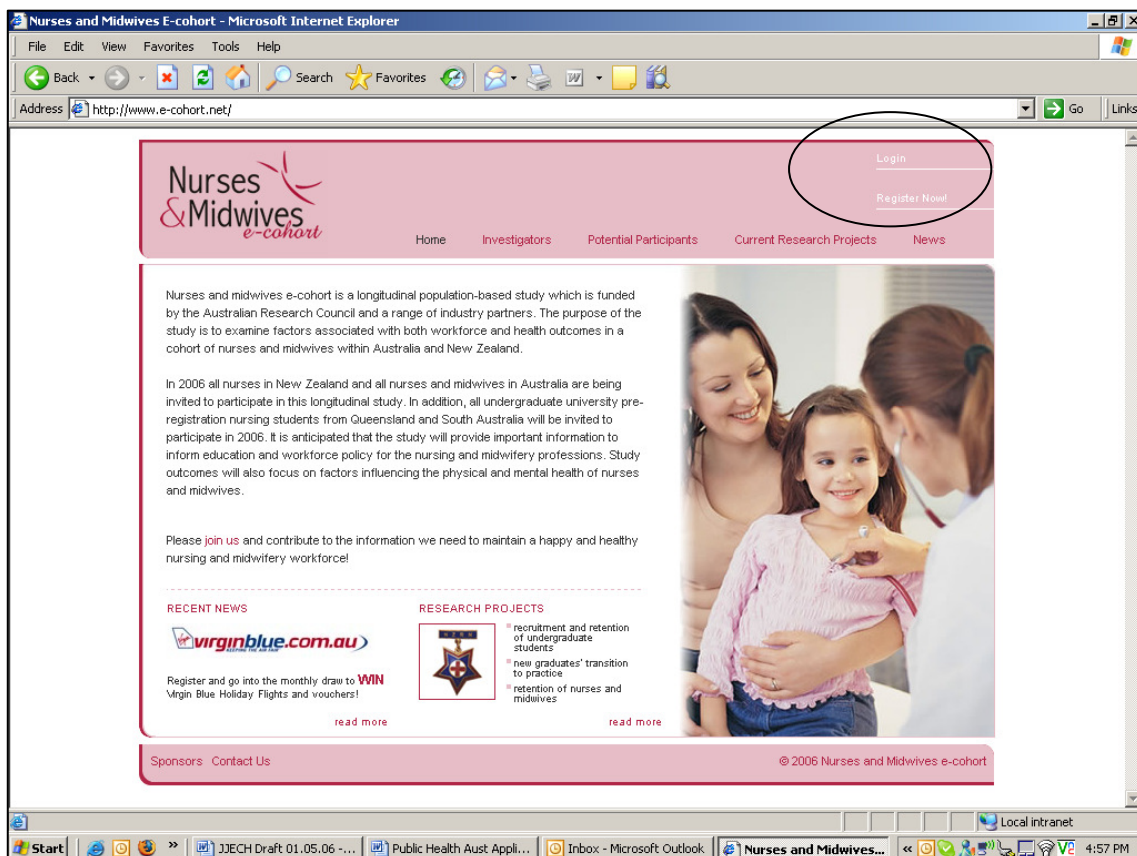 Nurses and Midwives E-cohort - Microsoft Internet Explorer
File Edit View Favorites Tools Help
Back Search Favorites
Address http://www.e-cohort.net/ Go Links
Login
Register Now!
Nurses
&Midwives
e-cohort
Home Investigators Potential Participants Current Research Projects News
Nurses and midwives e-cohort is a longitudinal population-based study which is funded
by the Australian Research Council and a range of industry partners. The purpose of the
study is to examine factors associated with both workforce and health outcomes in a
cohort of nurses and midwives within Australia and New Zealand.
In 2006 all nurses in New Zealand and all nurses and midwives in Australia are being
invited to participate in this longitudinal study. In addition, all undergraduate university pre-
registration nursing students from Queensland and South Australia will be invited to
participate in 2006. It is anticipated that the study will provide important information to
inform education and workforce policy for the nursing and midwifery professions. Study
outcomes will also focus on factors influencing the physical and mental health of nurses
and midwives.
Please join us and contribute to the information we need to maintain a happy and healthy
nursing and midwifery workforce!
RECENT NEWS
virginblue.com.au
KEEPING THE AIR FAIR
Register and go into the monthly draw to WIN
Virgin Blue Holiday Flights and vouchers!
read more
RESEARCH PROJECTS
recruitment and retention
of undergraduate
students
new graduates' transition
to practice
retention of nurses and
midwives
read more
Sponsors Contact Us
© 2006 Nurses and Midwives e-cohort
Local intranet
Start » JJECH Draft 01.05.06 -... Public Health Aust Appli... Inbox - Microsoft Outlook Nurses and Midwives... « 4:57 PM